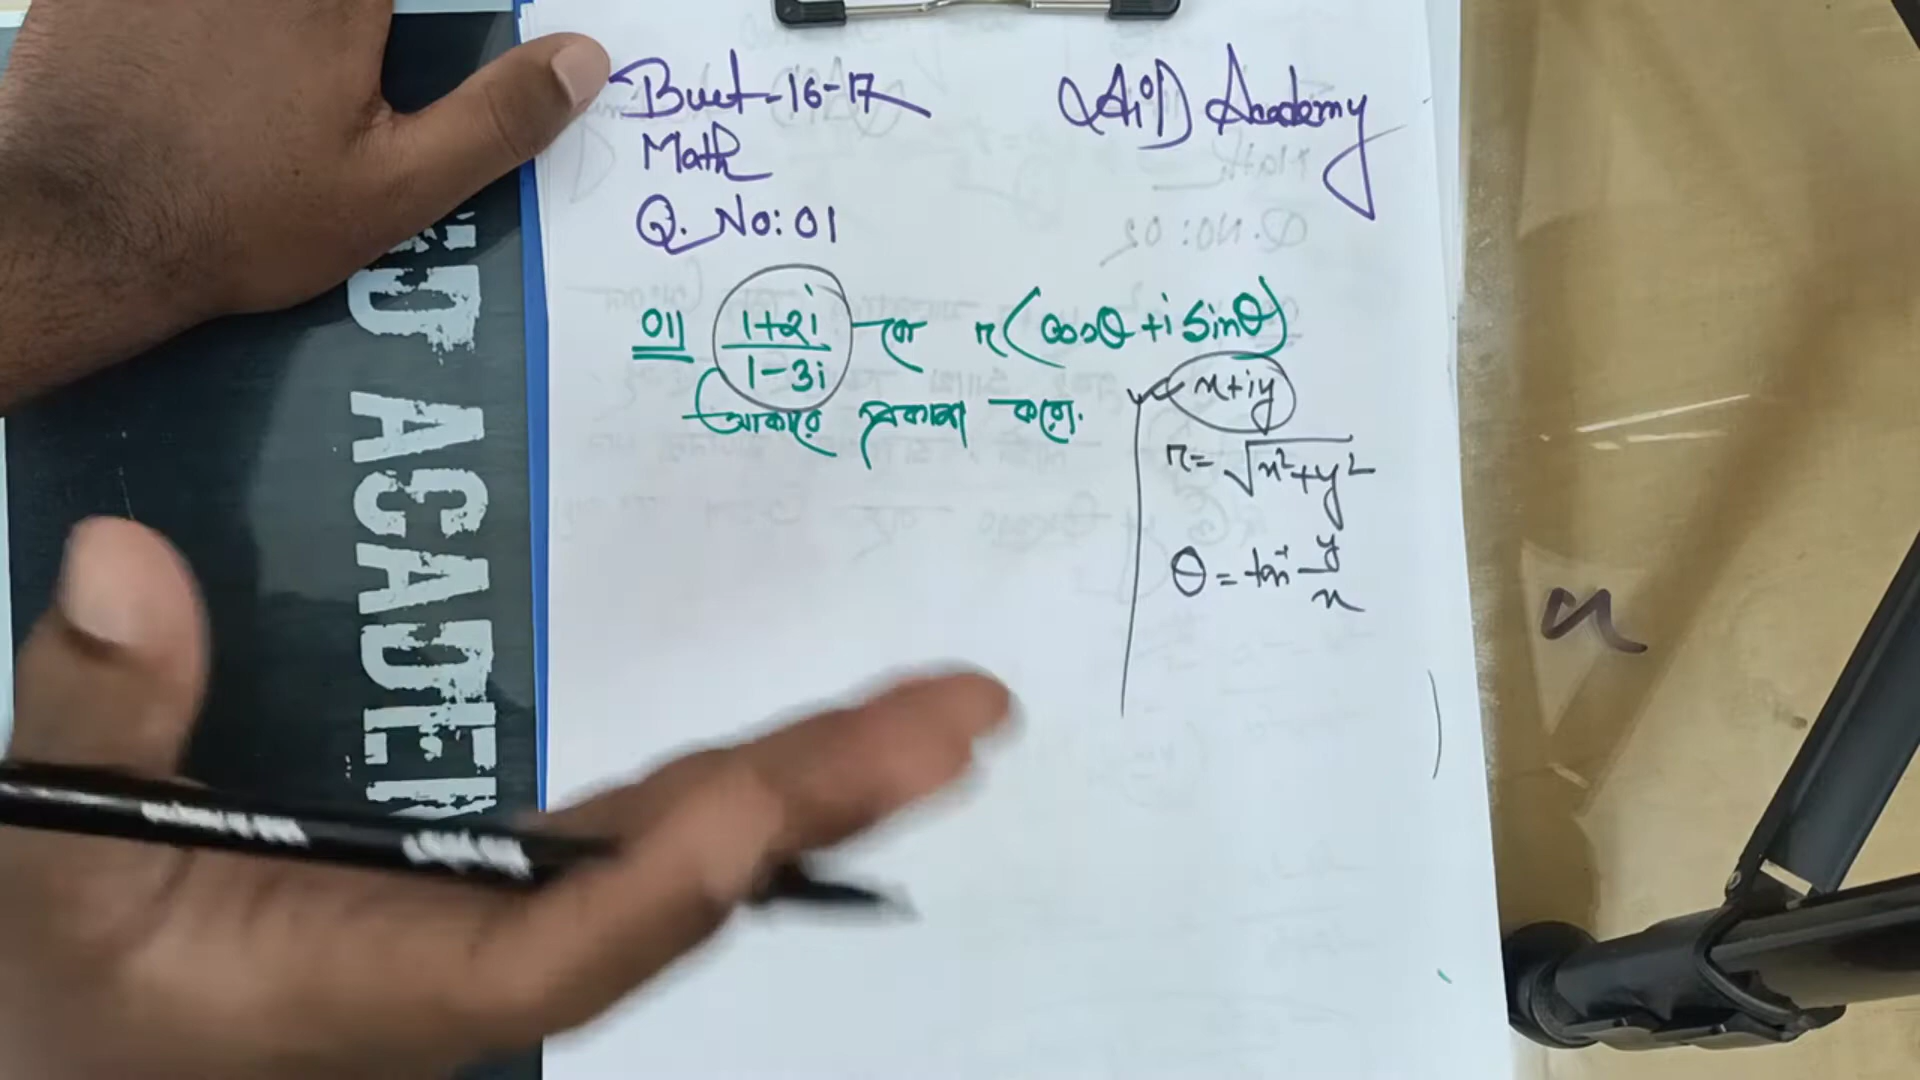 Buet-16-17
AiD Academy
Math
Q. No: 01
01) (1+2i)/(1-3i) কে r(cosθ+i sinθ)
আকারে প্রকাশ করো.
x+iy
r = √(x²+y²)
θ = tan⁻¹ y/x
ACADEM
x